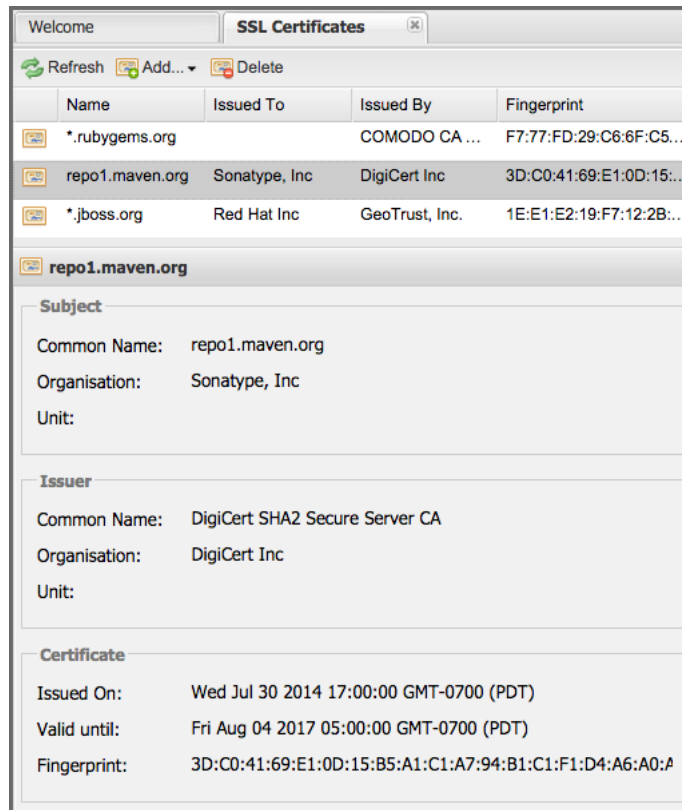 Welcome SSL Certificates
Refresh Add... Delete
Name Issued To Issued By Fingerprint
*.rubygems.org COMODO CA ... F7:77:FD:29:C6:6F:C5...
repo1.maven.org Sonatype, Inc DigiCert Inc 3D:C0:41:69:E1:0D:15:...
*.jboss.org Red Hat Inc GeoTrust, Inc. 1E:E1:E2:19:F7:12:2B:...
repo1.maven.org
Subject
Common Name: repo1.maven.org
Organisation: Sonatype, Inc
Unit:
Issuer
Common Name: DigiCert SHA2 Secure Server CA
Organisation: DigiCert Inc
Unit:
Certificate
Issued On: Wed Jul 30 2014 17:00:00 GMT-0700 (PDT)
Valid until: Fri Aug 04 2017 05:00:00 GMT-0700 (PDT)
Fingerprint: 3D:C0:41:69:E1:0D:15:B5:A1:C1:A7:94:B1:C1:F1:D4:A6:A0:A